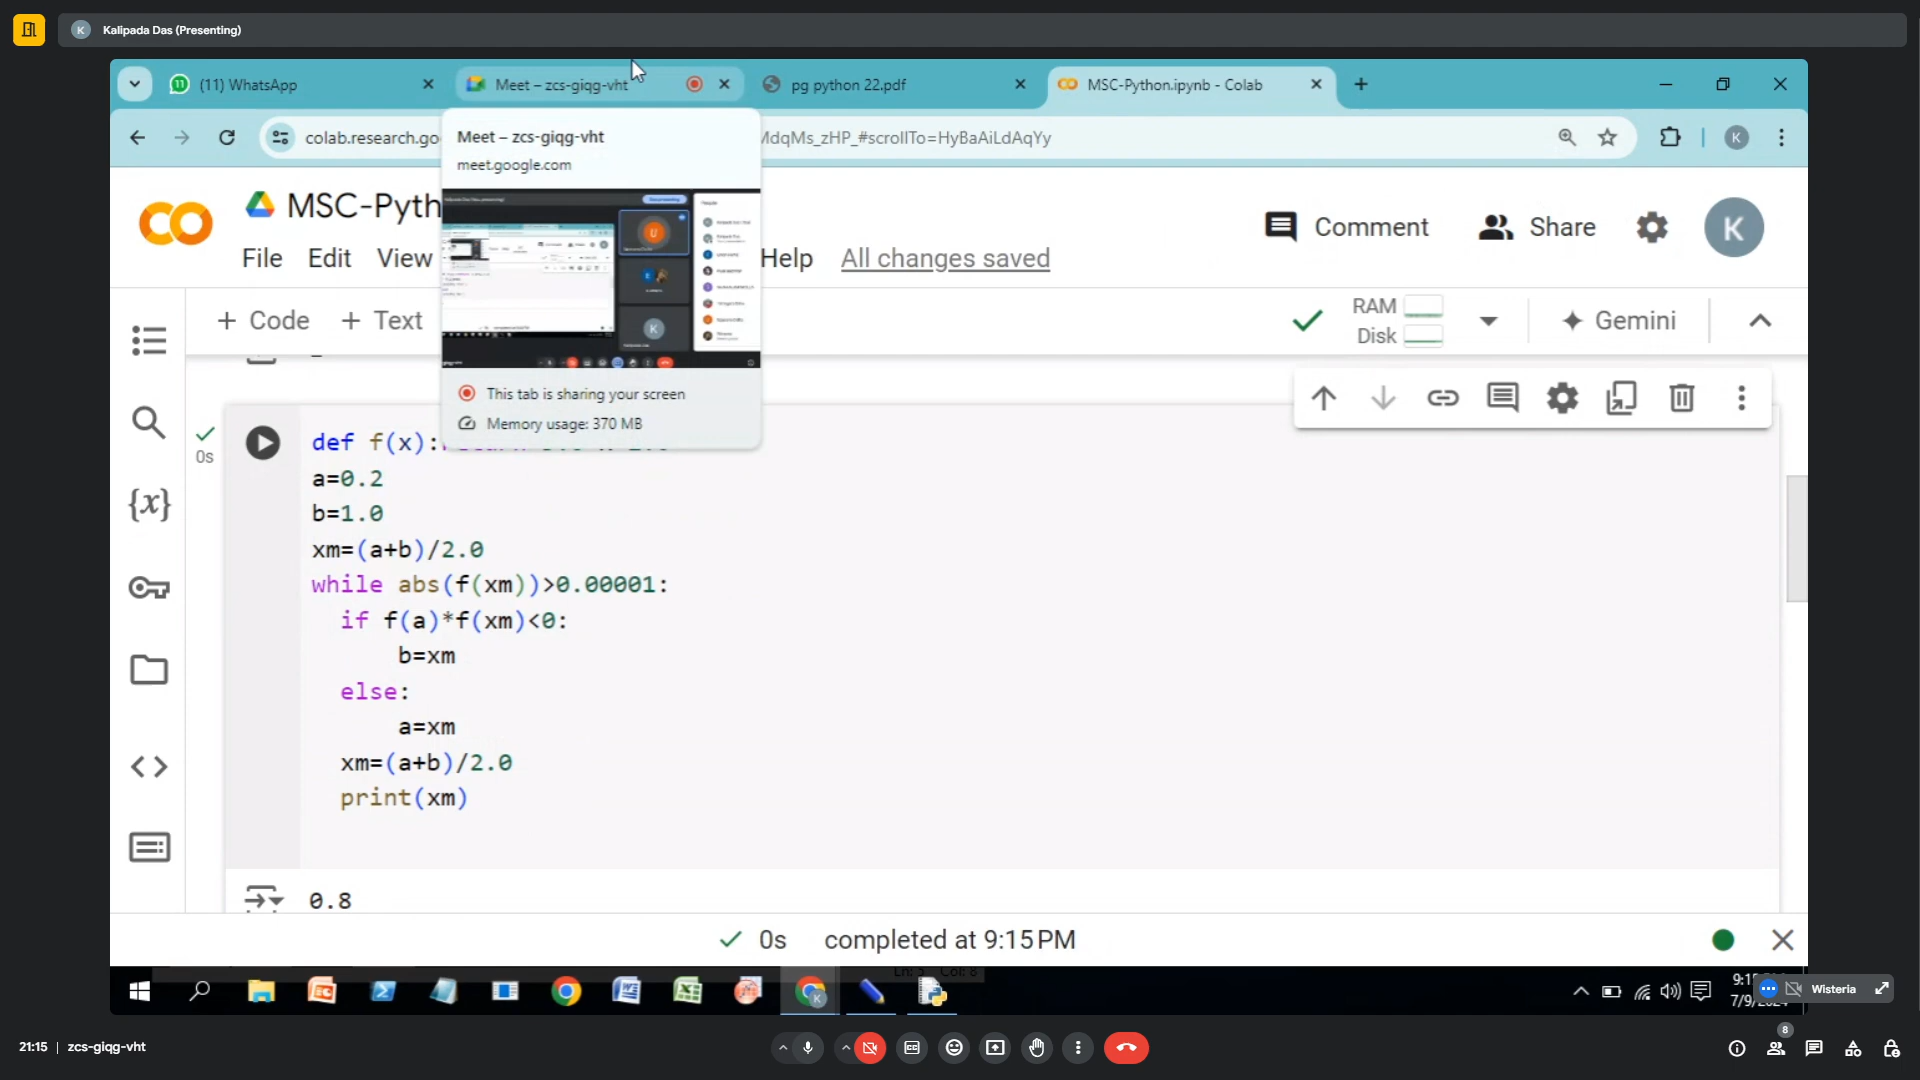 Kalipada Das (Presenting)
(11) WhatsApp
Meet – zcs-giqg-vht
pg python 22.pdf
MSC-Python.ipynb - Colab
colab.research.go
MdqMs_zHP_#scrollTo=HyBaAiLdAqYy
K
Meet – zcs-giqg-vht
meet.google.com
MSC-Pyth
Comment
Share
K
File
Edit
View
Help
All changes saved
+ Code
+ Text
RAM
Disk
Gemini
This tab is sharing your screen
Memory usage: 370 MB
0s
def f(x):
a=0.2
b=1.0
xm=(a+b)/2.0
while abs(f(xm))>0.00001:
if f(a)*f(xm)<0:
b=xm
else:
a=xm
xm=(a+b)/2.0
print(xm)
0.8
0s completed at 9:15 PM
Wisteria
21:15 | zcs-giqg-vht
8